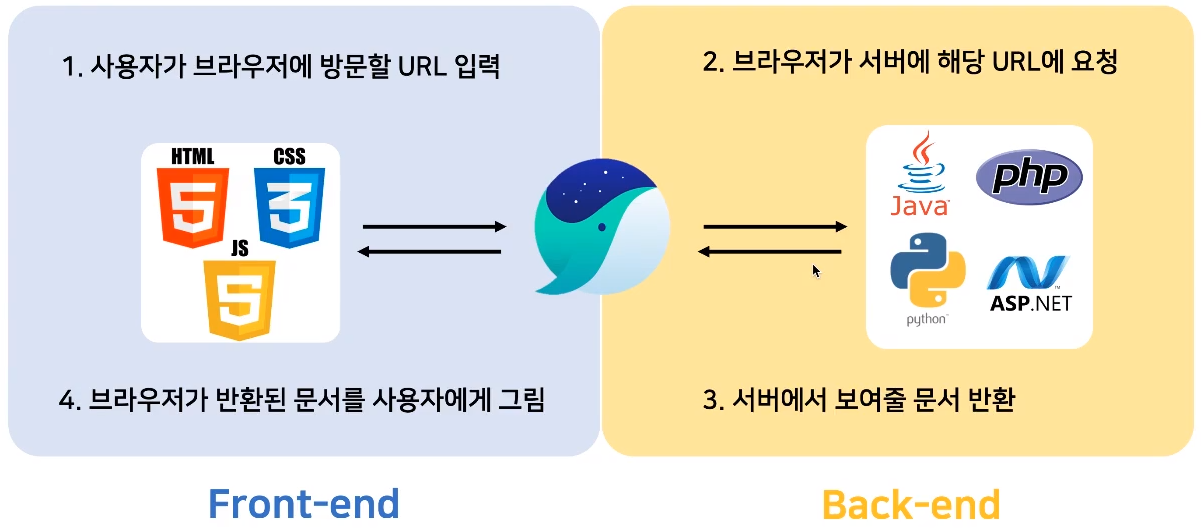 1. 사용자가 브라우저에 방문할 URL 입력
2. 브라우저가 서버에 해당 URL에 요청
HTML
CSS
5
3
JS
5
Java™
php
python™
ASP.NET™
4. 브라우저가 반환된 문서를 사용자에게 그림
3. 서버에서 보여줄 문서 반환
Front-end
Back-end